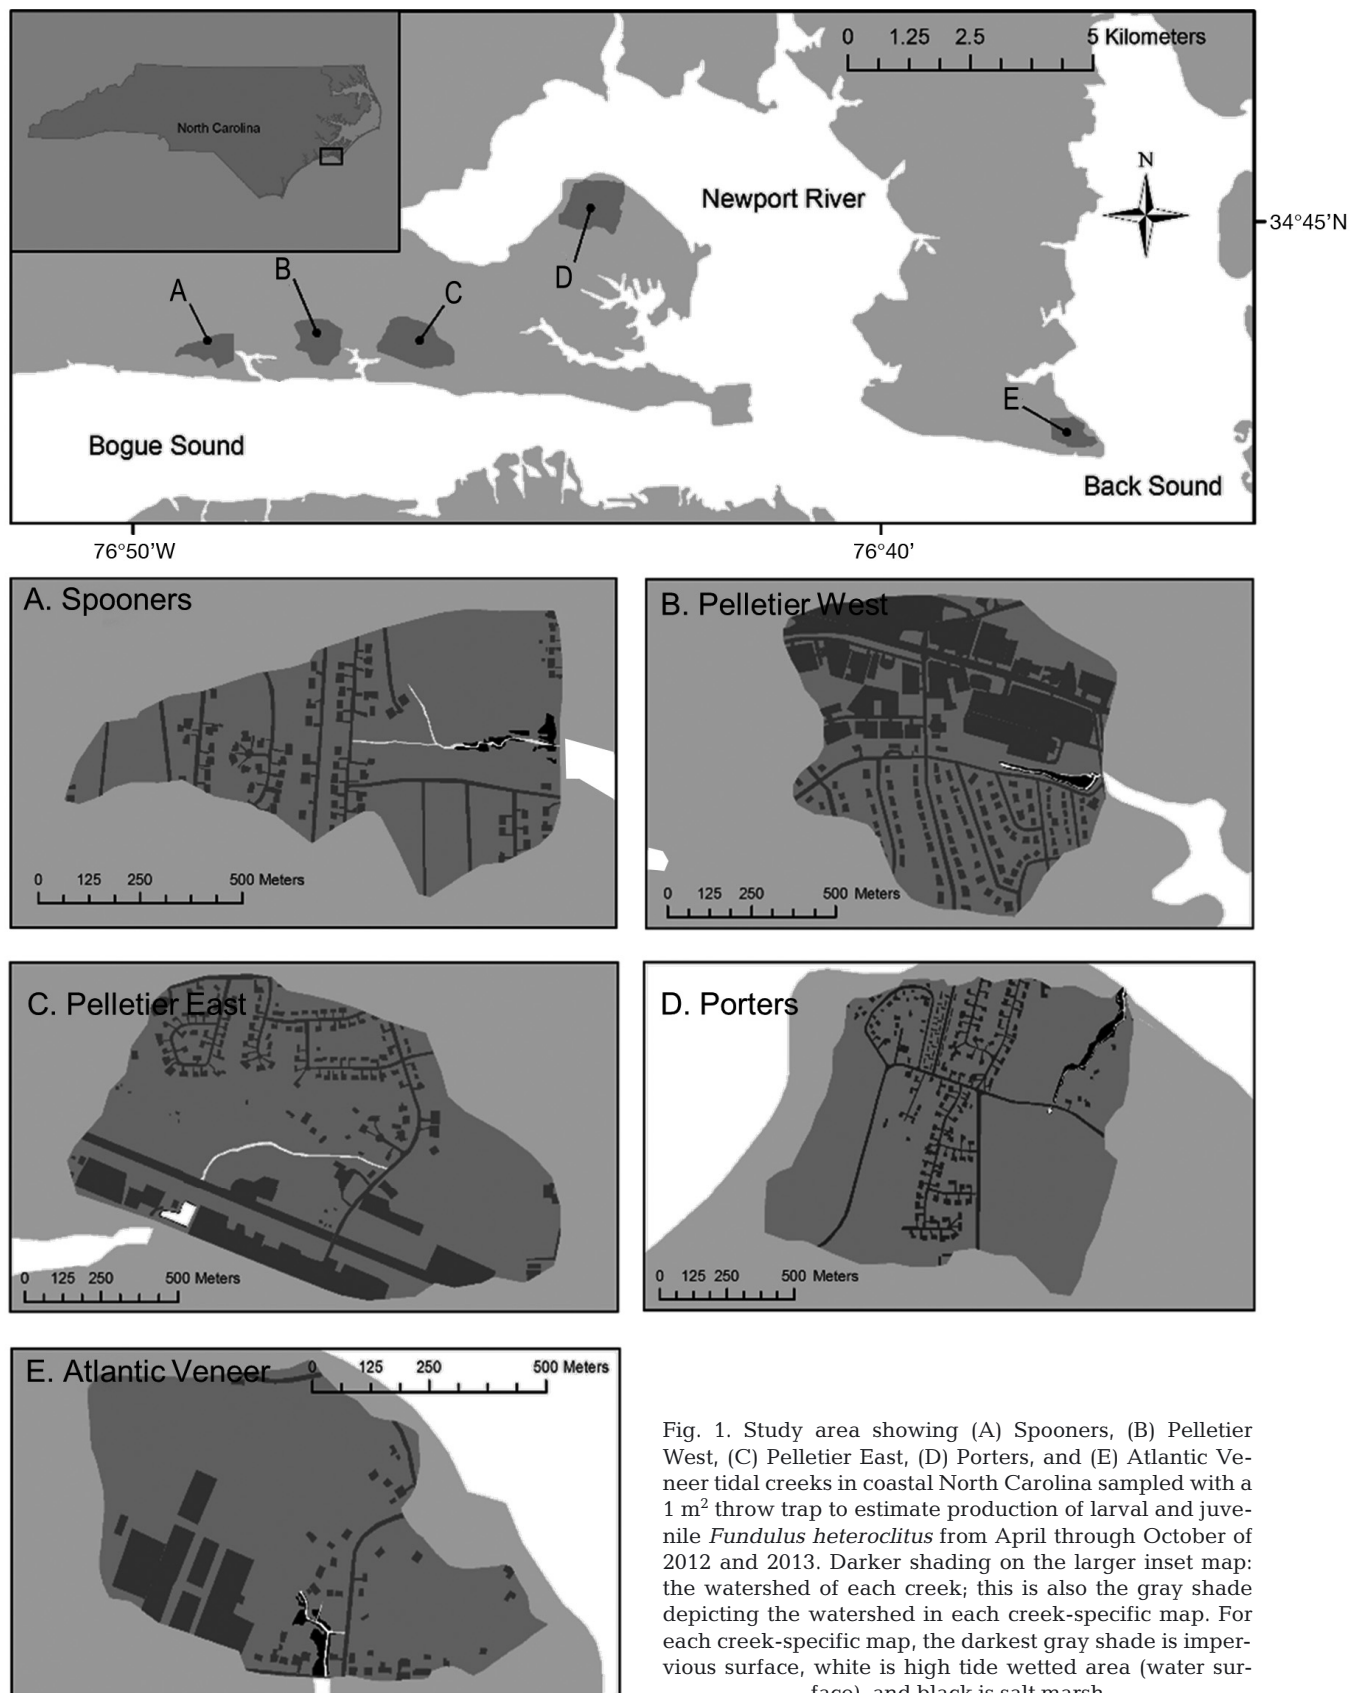 0 1.25 2.5 5 Kilometers
North Carolina
N
Newport River
34°45'N
A
B
C
D
E
Bogue Sound
Back Sound
76°50'W
76°40'
A. Spooners
0 125 250 500 Meters
B. Pelletier West
0 125 250 500 Meters
C. Pelletier East
0 125 250 500 Meters
D. Porters
0 125 250 500 Meters
E. Atlantic Veneer
0 125 250 500 Meters
Fig. 1. Study area showing (A) Spooners, (B) Pelletier
West, (C) Pelletier East, (D) Porters, and (E) Atlantic Ve-
neer tidal creeks in coastal North Carolina sampled with a
1 m² throw trap to estimate production of larval and juve-
nile Fundulus heteroclitus from April through October of
2012 and 2013. Darker shading on the larger inset map:
the watershed of each creek; this is also the gray shade
depicting the watershed in each creek-specific map. For
each creek-specific map, the darkest gray shade is imper-
vious surface, white is high tide wetted area (water sur-
face), and black is salt marsh